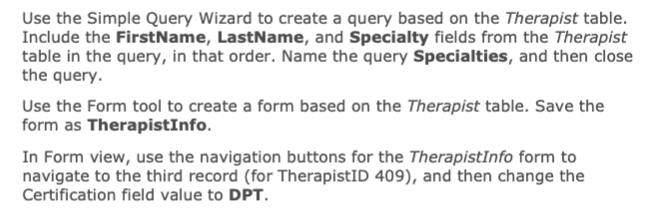 Use the Simple Query Wizard to create a query based on the Therapist table.
Include the FirstName, LastName, and Specialty fields from the Therapist
table in the query, in that order. Name the query Specialties, and then close
the query.
Use the Form tool to create a form based on the Therapist table. Save the
form as TherapistInfo.
In Form view, use the navigation buttons for the TherapistInfo form to
navigate to the third record (for TherapistID 409), and then change the
Certification field value to DPT.